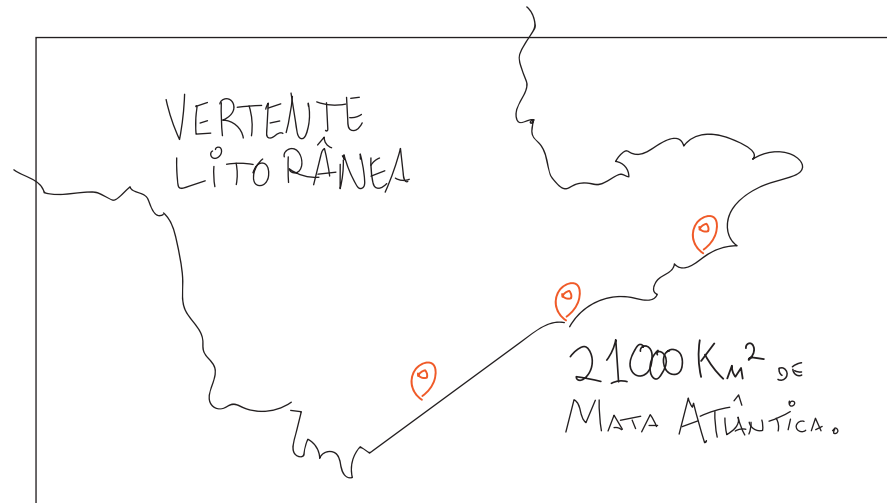 VERTENTE
LITORÂNEA
21000 KM² DE
MATA ATLÂNTICA.